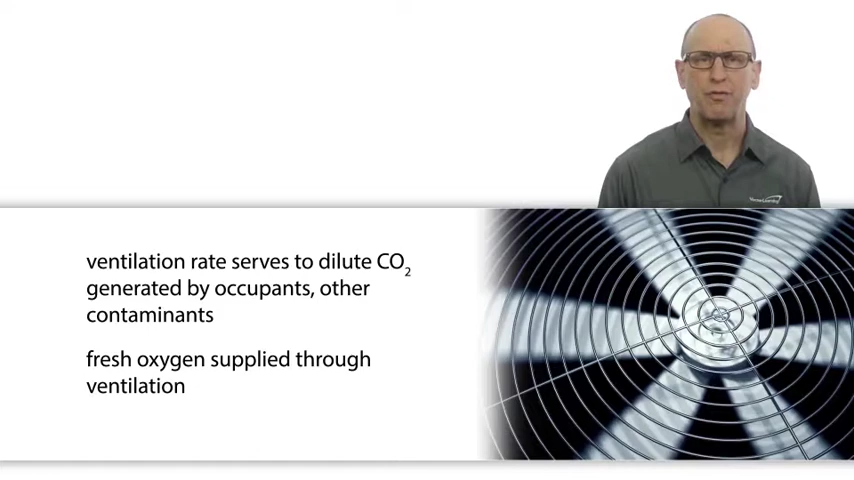 ventilation rate serves to dilute CO₂
generated by occupants, other
contaminants
fresh oxygen supplied through
ventilation